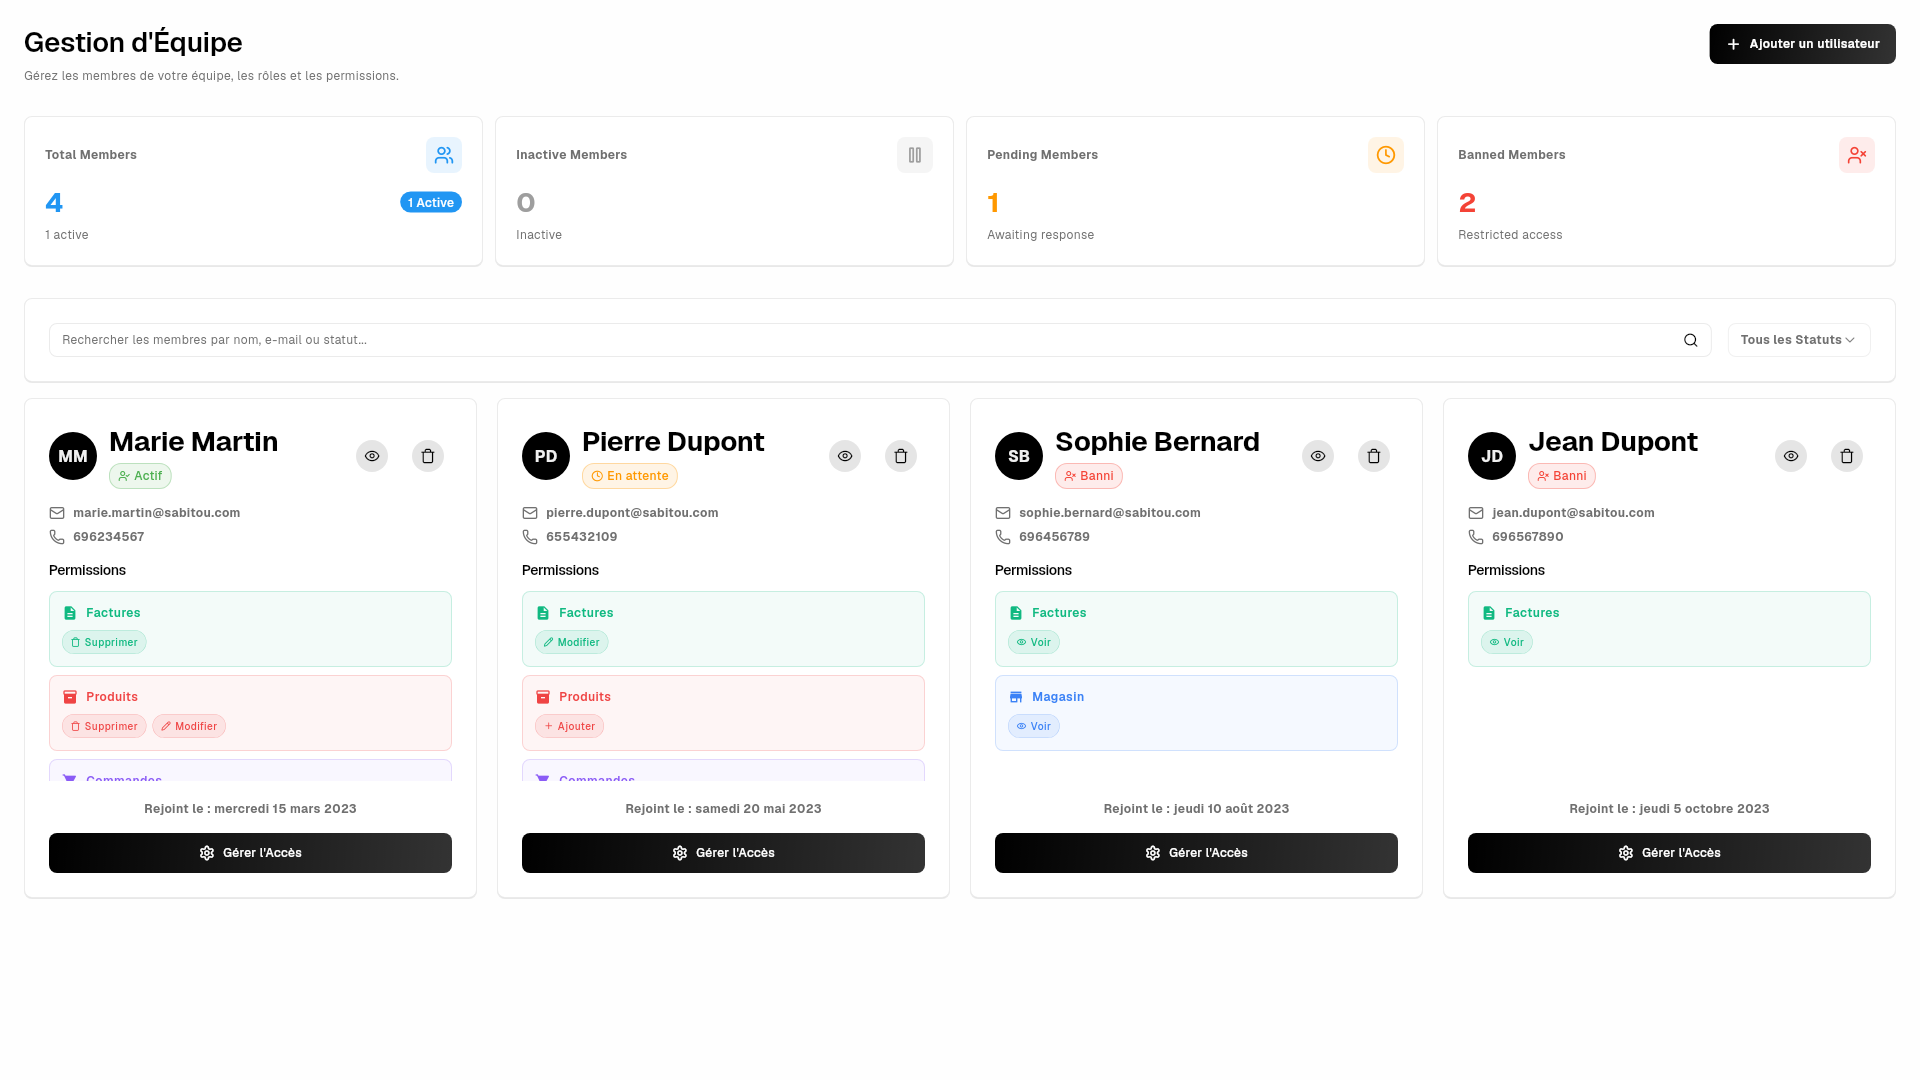 Gestion d'Équipe
Gérez les membres de votre équipe, les rôles et les permissions.
Ajouter un utilisateur
Total Members
4
1 Active
1 active
Inactive Members
0
Inactive
Pending Members
1
Awaiting response
Banned Members
2
Restricted access
Rechercher les membres par nom, e-mail ou statut...
Tous les Statuts
MM
Marie Martin
Actif
marie.martin@sabitou.com
696234567
Permissions
Factures
Supprimer
Produits
Supprimer
Modifier
Commandes
Rejoint le : mercredi 15 mars 2023
Gérer l'Accès
PD
Pierre Dupont
En attente
pierre.dupont@sabitou.com
655432109
Permissions
Factures
Modifier
Produits
Ajouter
Commandes
Rejoint le : samedi 20 mai 2023
Gérer l'Accès
SB
Sophie Bernard
Banni
sophie.bernard@sabitou.com
696456789
Permissions
Factures
Voir
Magasin
Voir
Rejoint le : jeudi 10 août 2023
Gérer l'Accès
JD
Jean Dupont
Banni
jean.dupont@sabitou.com
696567890
Permissions
Factures
Voir
Rejoint le : jeudi 5 octobre 2023
Gérer l'Accès